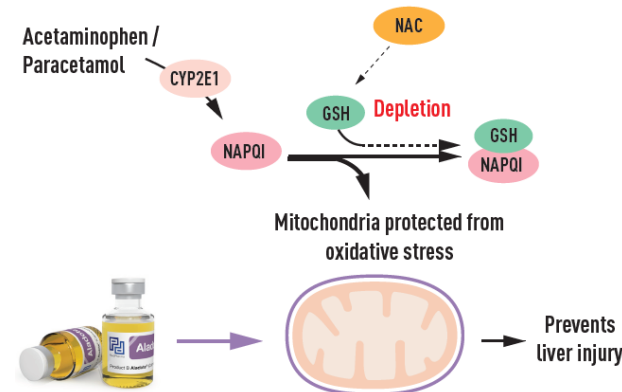 Acetaminophen /
Paracetamol
NAC
CYP2E1
GSH
Depletion
GSH
NAPQI
NAPQI
Mitochondria protected from
oxidative stress
Prevents
liver injury